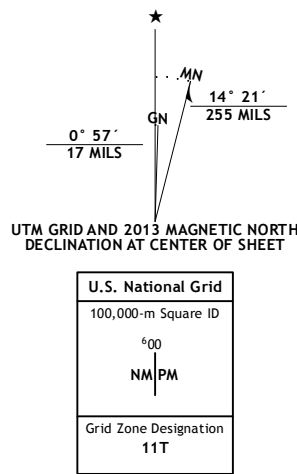 ★
MN
GN
14° 21´
255 MILS
0° 57´
17 MILS
UTM GRID AND 2013 MAGNETIC NORTH
DECLINATION AT CENTER OF SHEET
U.S. National Grid
100,000-m Square ID
⁶00
NM PM
Grid Zone Designation
11T